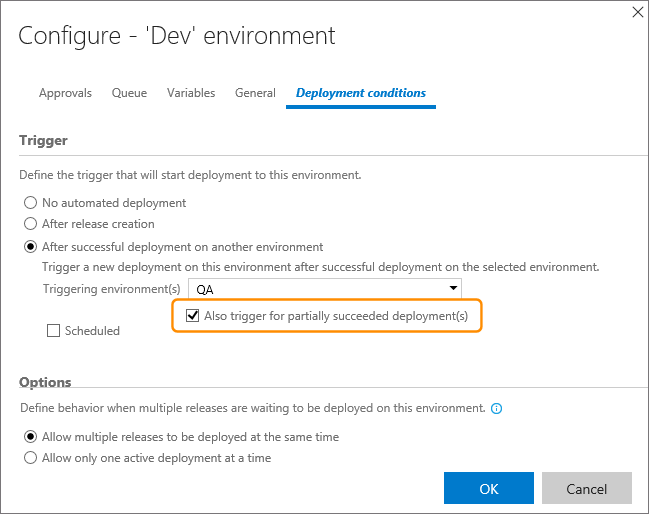 Configure - 'Dev' environment
Approvals Queue Variables General Deployment conditions
Trigger
Define the trigger that will start deployment to this environment.
No automated deployment
After release creation
After successful deployment on another environment
Trigger a new deployment on this environment after successful deployment on the selected environment.
Triggering environment(s) QA
Also trigger for partially succeeded deployment(s)
Scheduled
Options
Define behavior when multiple releases are waiting to be deployed on this environment.
Allow multiple releases to be deployed at the same time
Allow only one active deployment at a time
OK Cancel